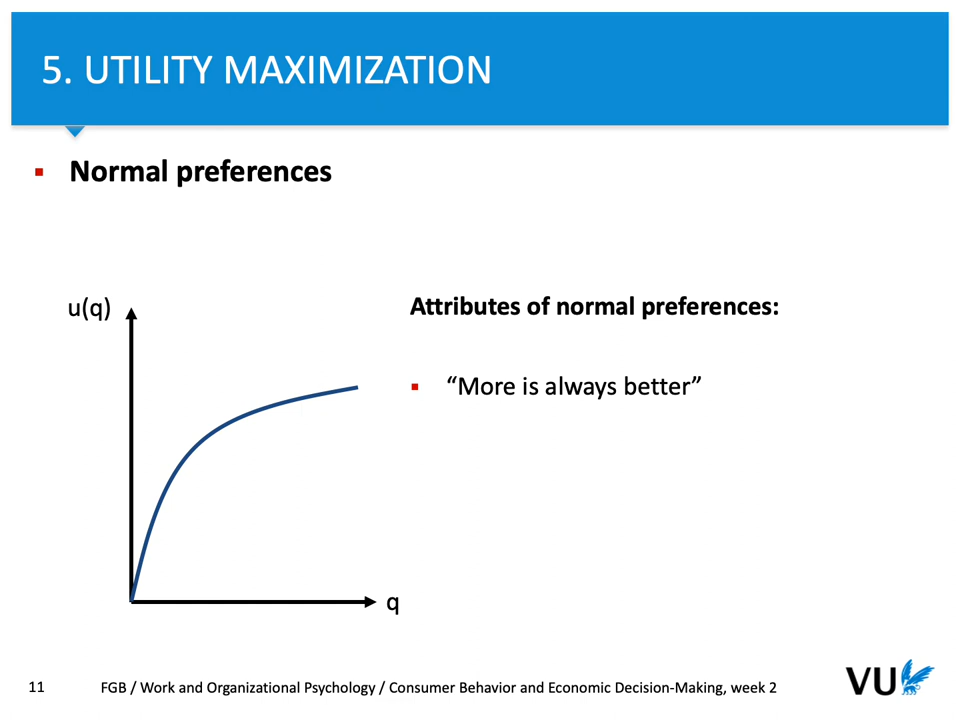 5. UTILITY MAXIMIZATION
▪ Normal preferences
u(q)
Attributes of normal preferences:
▪ “More is always better”
q
11
FGB / Work and Organizational Psychology / Consumer Behavior and Economic Decision-Making, week 2
VU